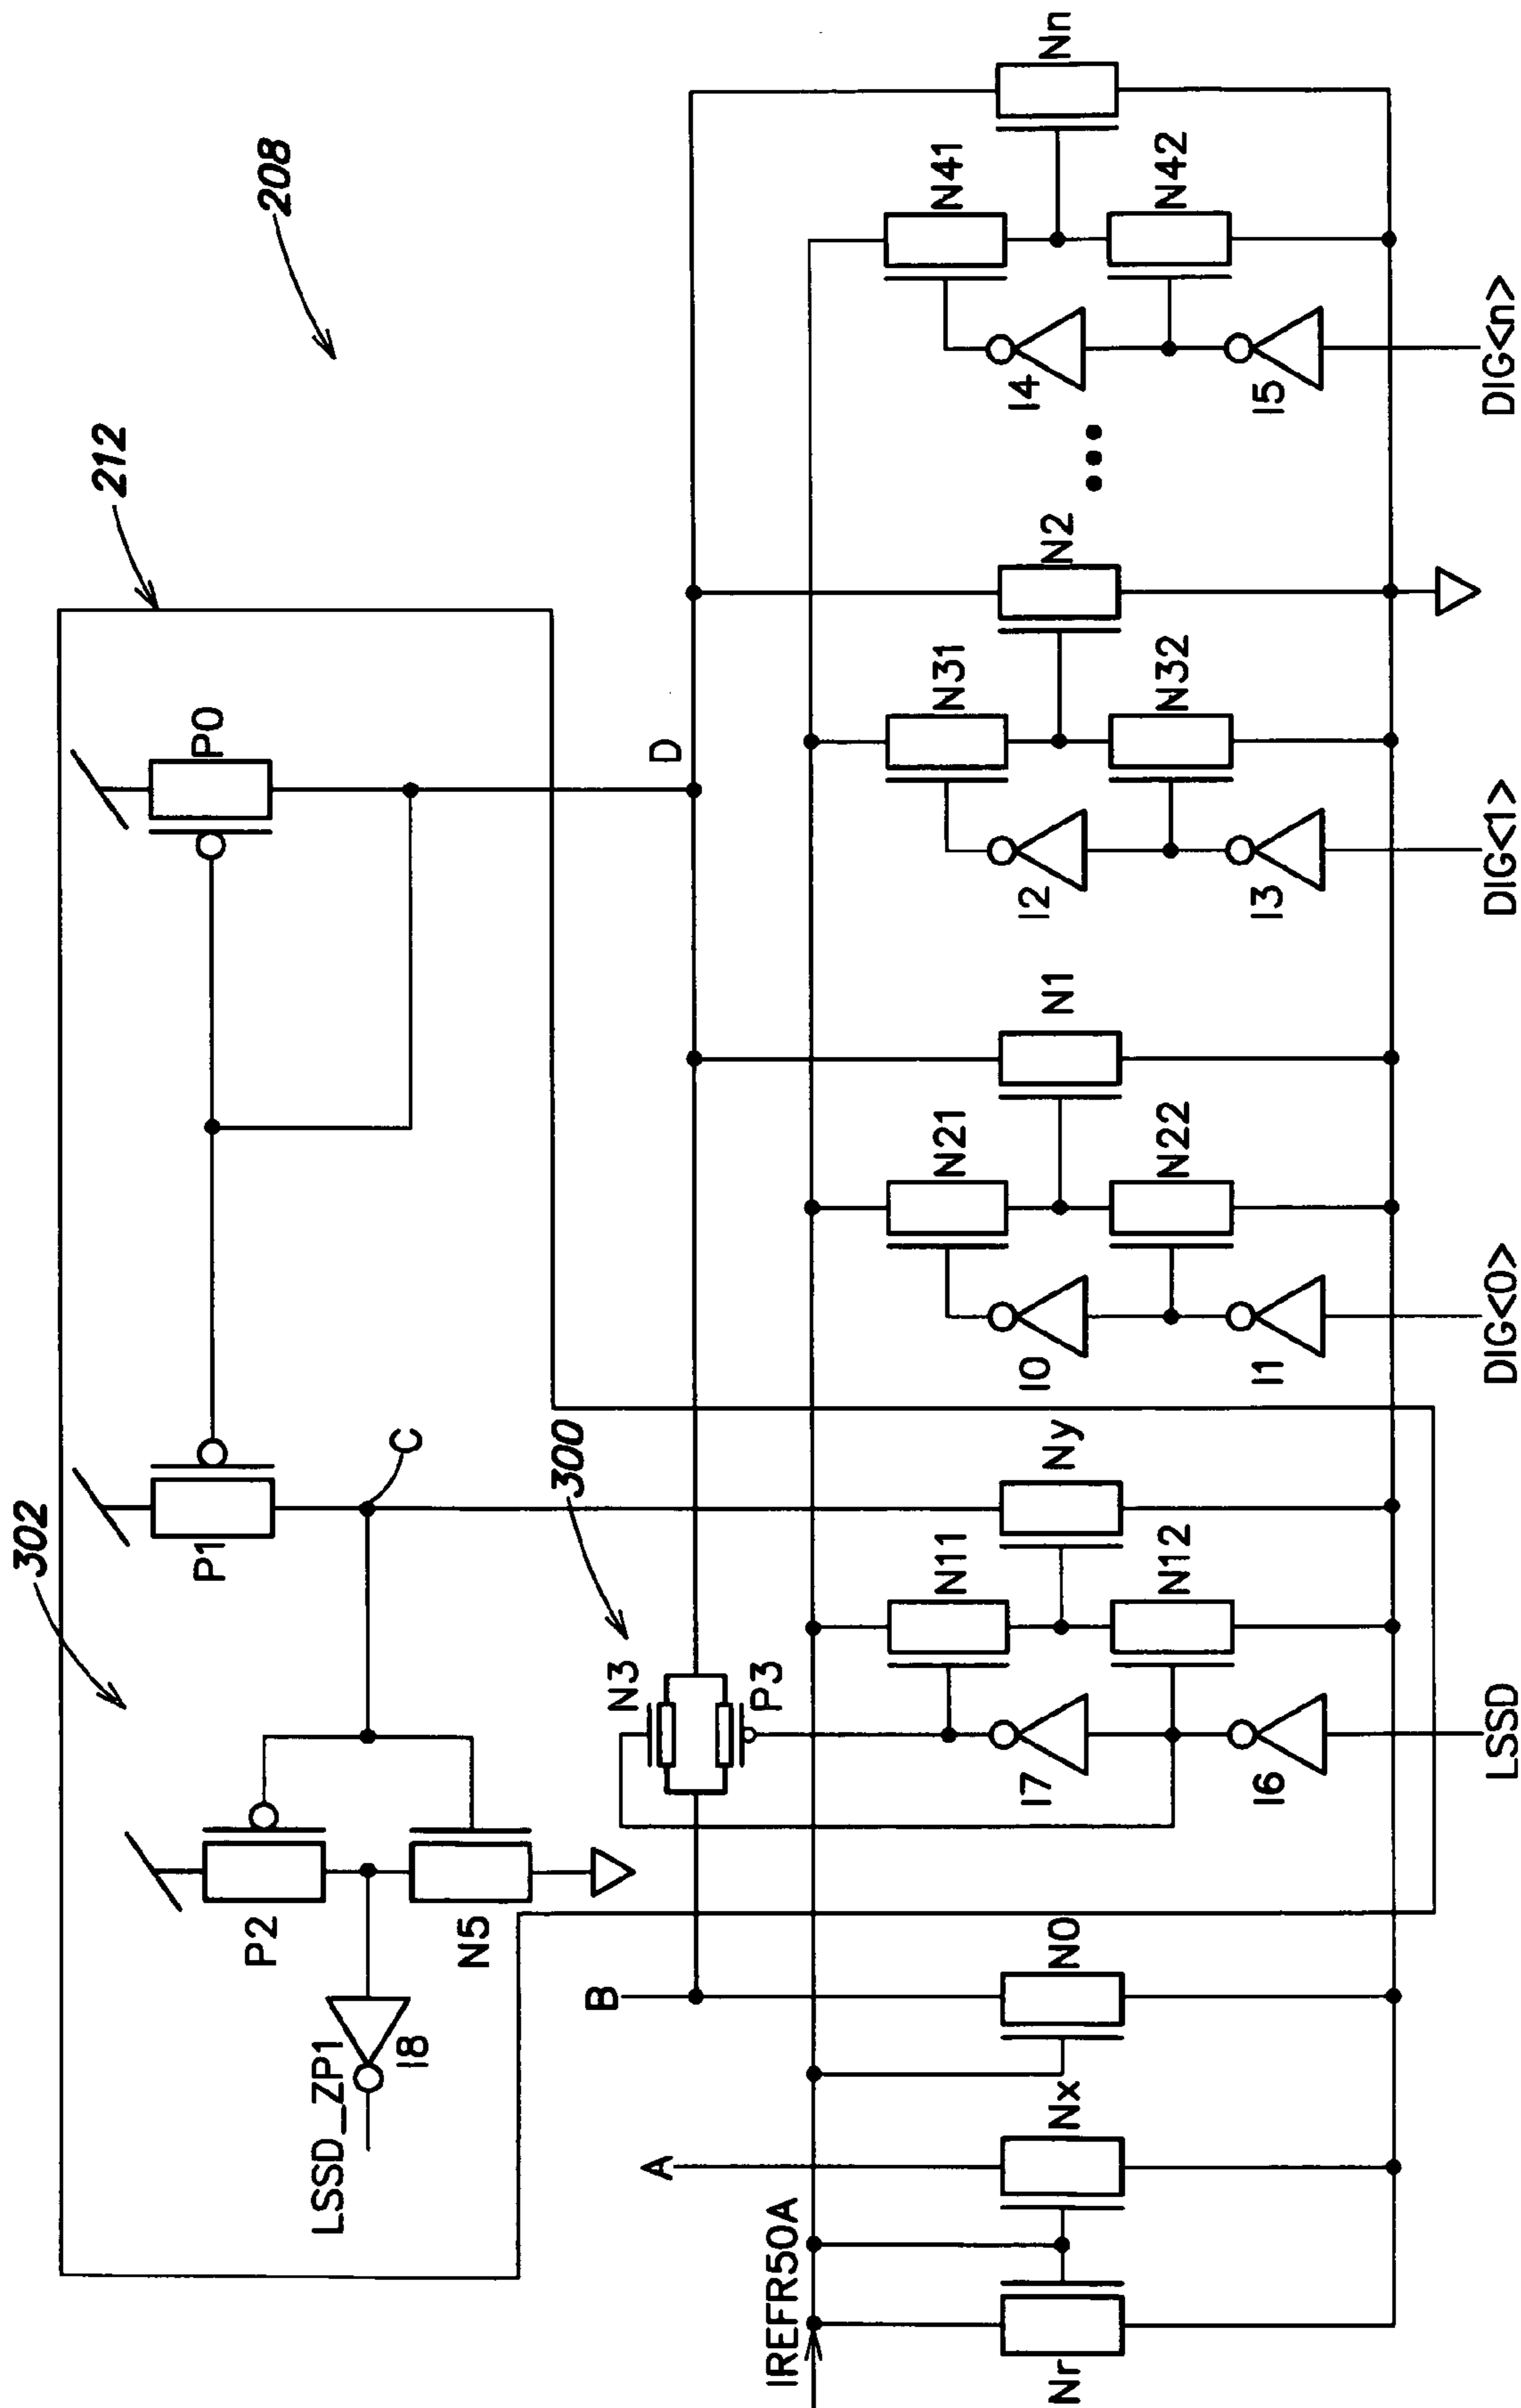 208
212
302
P0
P1
C
D
P2
N5
LSSD_ZP1
I8
300
N3
P3
B
A
IREFR50A
Nr
Nx
N0
N11
Ny
N12
I7
I6
LSSD
N21
N1
N22
I0
I1
DIG<0>
N31
N2
N32
I2
I3
DIG<1>
N41
Nn
N42
I4
I5
DIG<n>